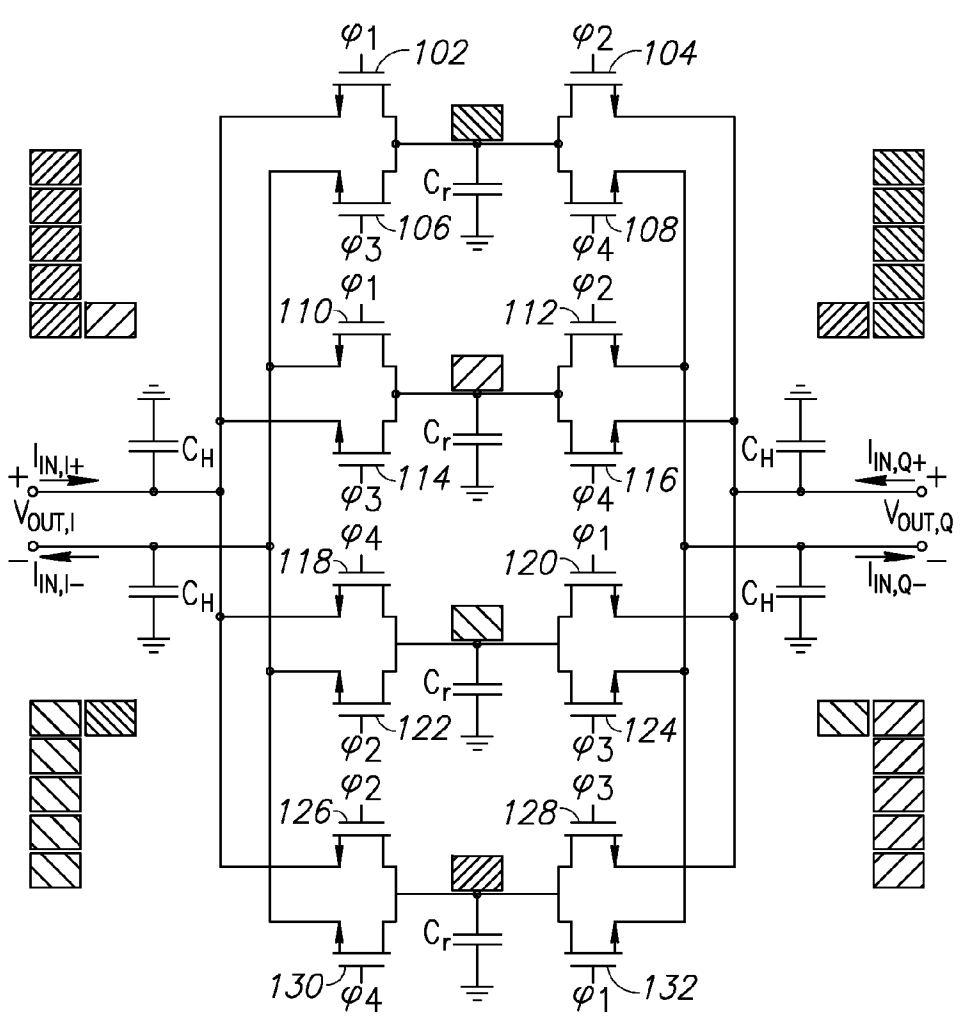 φ1 102 φ2 104
Cr
106 φ3 108 φ4
φ1 110 φ2 112
Cr
114 φ3 116 φ4
CH CH
+ IIN,I+ IIN,Q+ +
VOUT,I VOUT,Q
− IIN,I− IIN,Q− −
CH CH
φ4 118 φ1 120
Cr
122 φ2 124 φ3
φ2 126 φ3 128
Cr
130 φ4 132 φ1